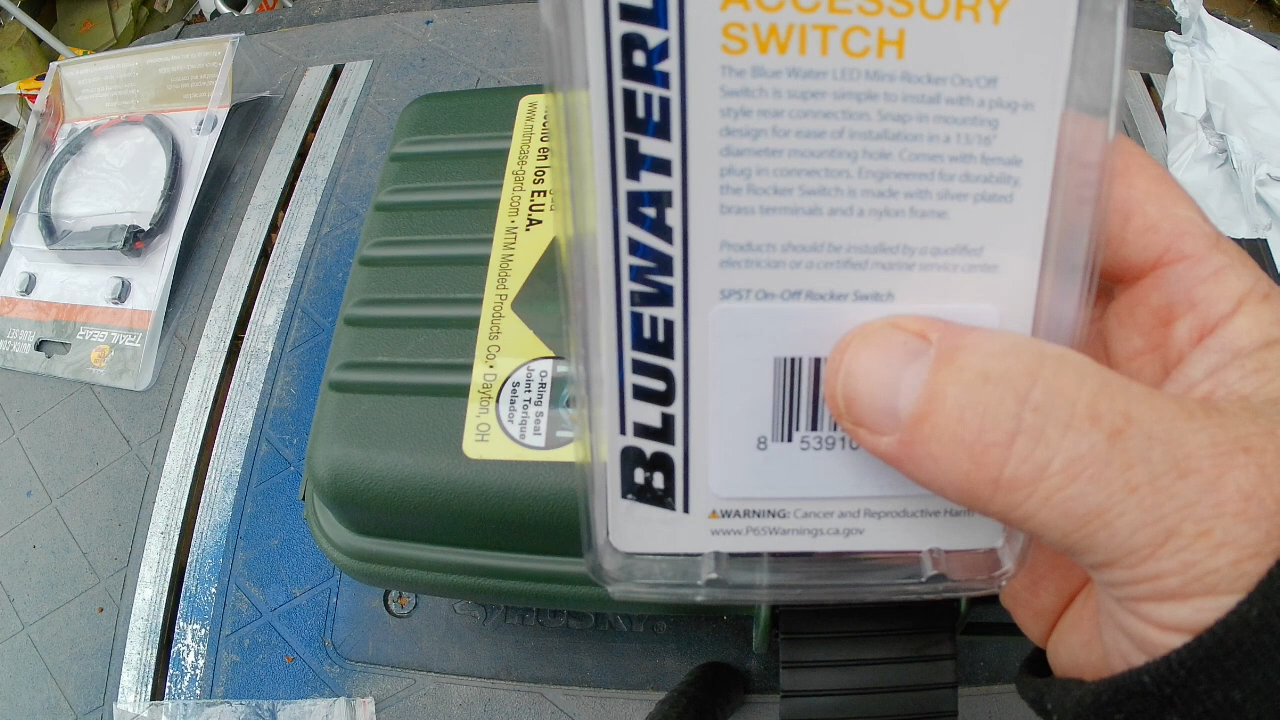 ACCESSORY
SWITCH
The Blue Water LED Mini-Rocker On/Off
Switch is super-simple to install with a plug-in
style rear connection. Snap-in mounting
design for ease of installation in a 13/16"
diameter mounting hole. Comes with female
plug in connectors. Engineered for durability,
the Rocker Switch is made with silver-plated
brass terminals and a nylon frame.
Products should be installed by a qualified
electrician or a certified marine service center.
SPST On-Off Rocker Switch
8 53910
WARNING: Cancer and Reproductive Harm
www.P65Warnings.ca.gov
BLUEWATERL
Hecho en los E.U.A.
www.mtmcase-gard.com • MTM Molded Products Co. • Dayton, OH
O-Ring Seal
Joint Torique
Selador
HUSKY®
TRAIL GEAR
PLUG SET